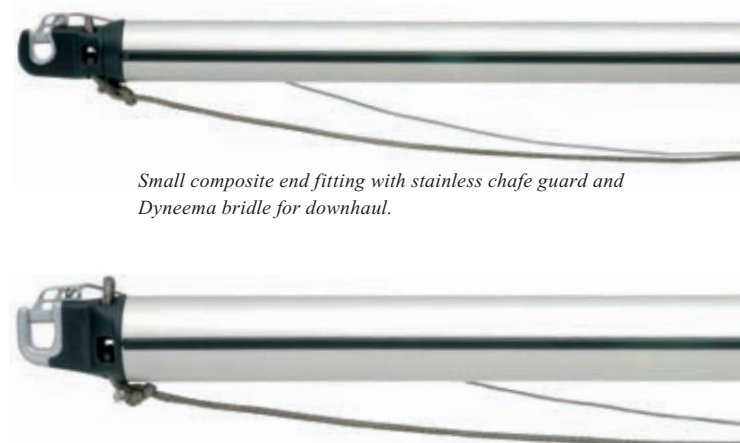 Small composite end fitting with stainless chafe guard and
Dyneema bridle for downhaul.